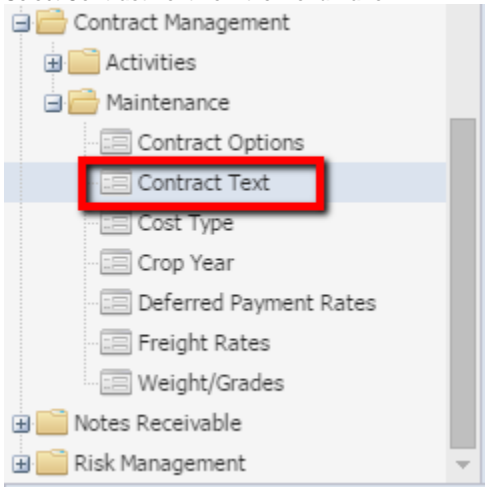 Contract Management
Activities
Maintenance
Contract Options
Contract Text
Cost Type
Crop Year
Deferred Payment Rates
Freight Rates
Weight/Grades
Notes Receivable
Risk Management